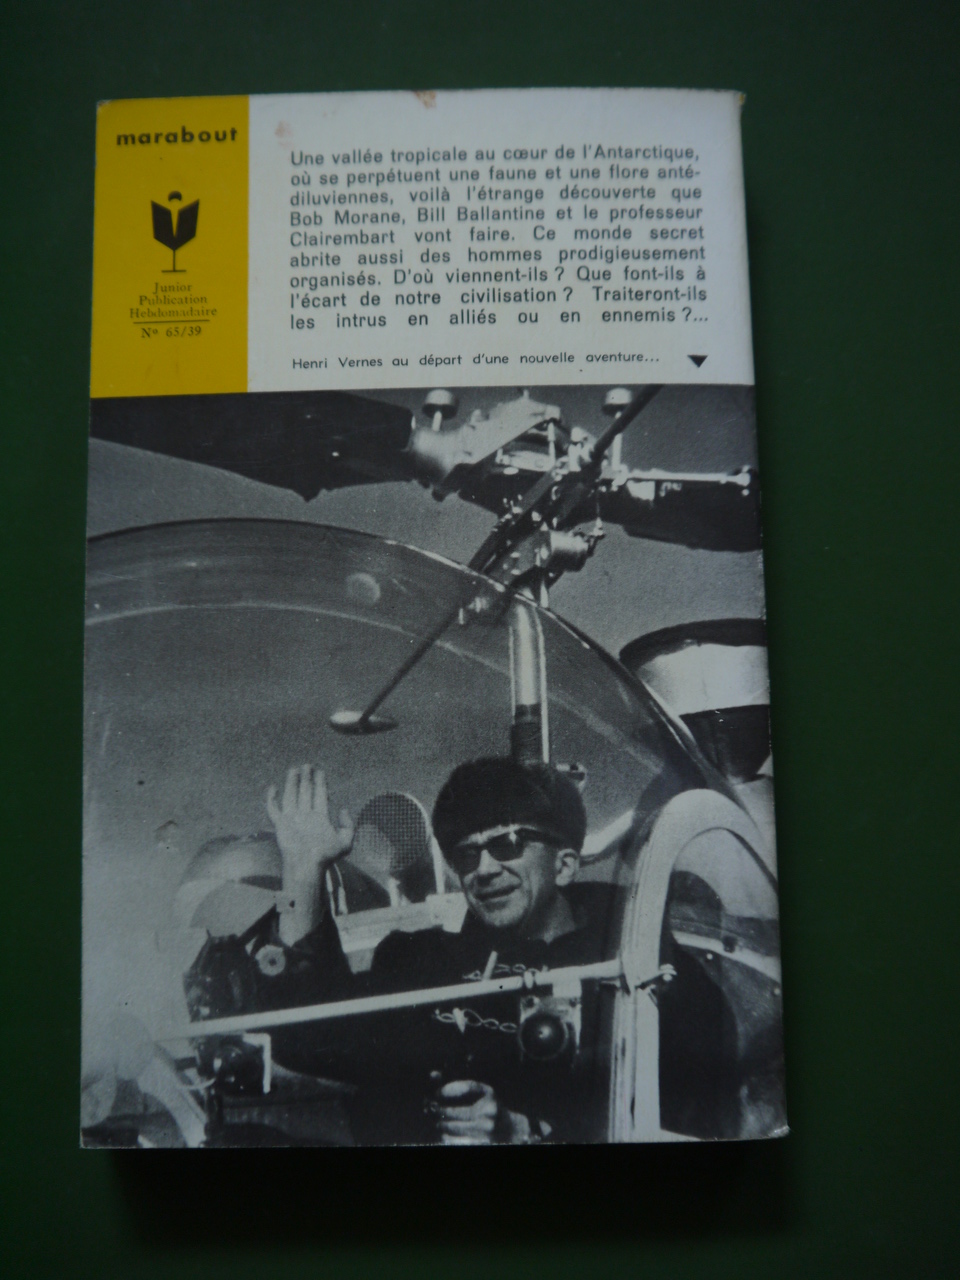 marabout
Junior
Publication
Hebdomadaire
Nº 65/39
Une vallée tropicale au cœur de l'Antarctique,
où se perpétuent une faune et une flore anté-
diluviennes, voilà l'étrange découverte que
Bob Morane, Bill Ballantine et le professeur
Clairembart vont faire. Ce monde secret
abrite aussi des hommes prodigieusement
organisés. D'où viennent-ils ? Que font-ils à
l'écart de notre civilisation ? Traiteront-ils
les intrus en alliés ou en ennemis ?...
Henri Vernes au départ d'une nouvelle aventure...